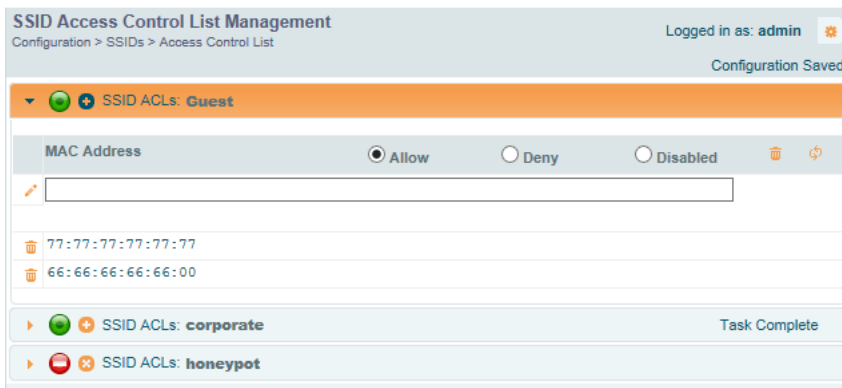 SSID Access Control List Management
Configuration > SSIDs > Access Control List
Logged in as: admin
Configuration Saved
SSID ACLs: Guest
MAC Address Allow Deny Disabled
77:77:77:77:77:77
66:66:66:66:66:00
SSID ACLs: corporate Task Complete
SSID ACLs: honeypot